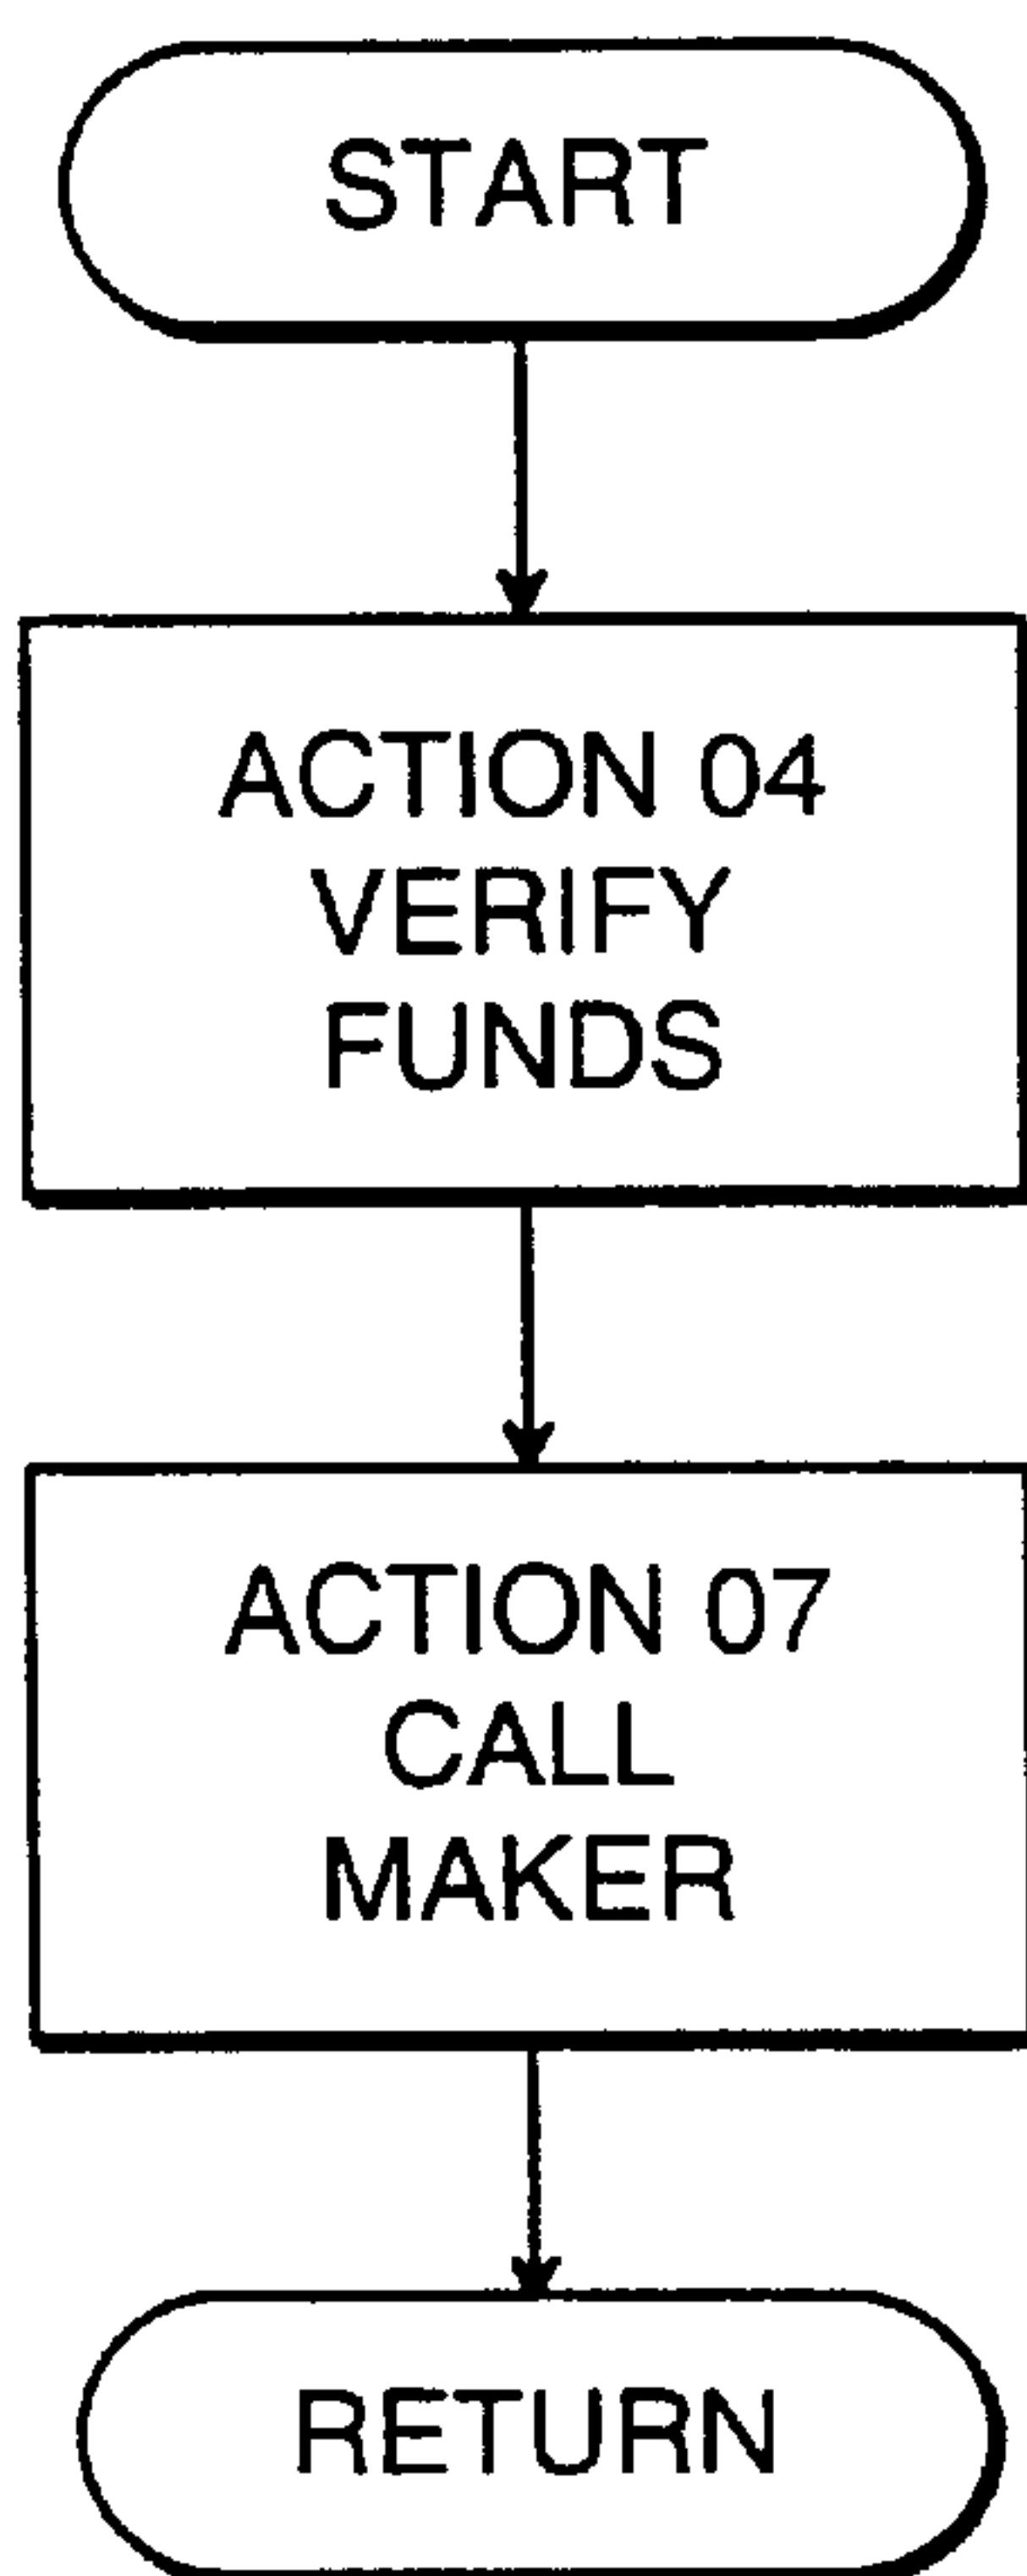 START
ACTION 04
VERIFY
FUNDS
ACTION 07
CALL
MAKER
RETURN